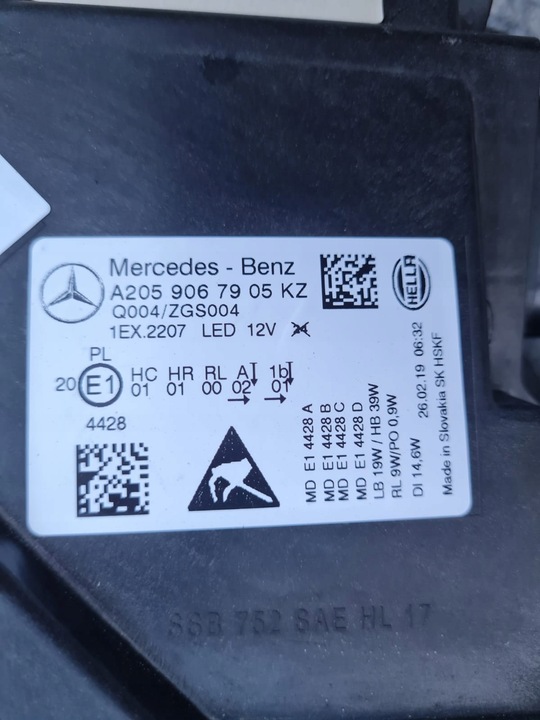 Mercedes - Benz
A205 906 79 05 KZ
Q004/ZGS004
1EX.2207 LED 12V
HELLA
PL
20 E1 HC HR RL A 1b
01 01 00 02 01
4428
MD E1 4428 A
MD E1 4428 B
MD E1 4428 C
MD E1 4428 D
LB 19W / HB 39W
RL 9W/PO 0,9W
DI 14,6W 26.02.19 06:32
Made in Slovakia SK HSKF
752 SAE HL 17